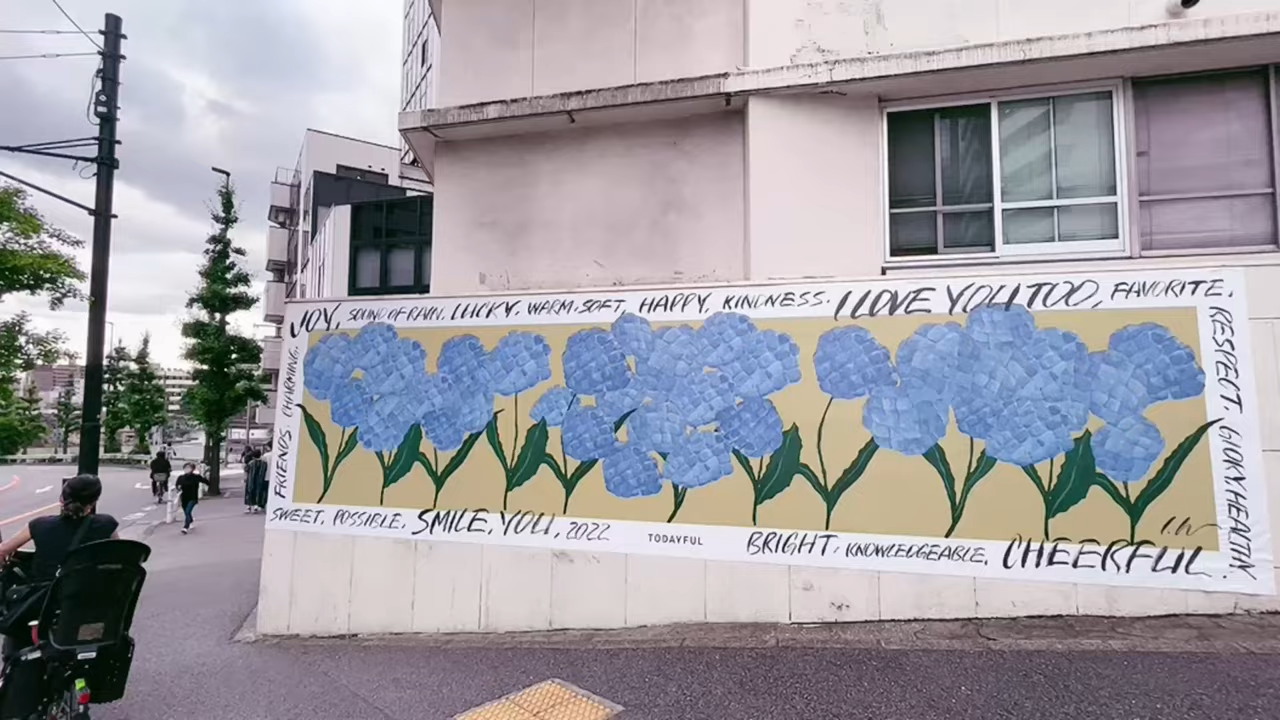 JOY, SOUND OF RAIN, LUCKY, WARM, SOFT, HAPPY, KINDNESS. I LOVE YOU TOO, FAVORITE,
RESPECT. GLORY, HEALTHY
FRIENDS, CHARMING.
SWEET, POSSIBLE, SMILE, YOU, 2022 TODAYFUL BRIGHT, KNOWLEDGEABLE, CHEERFUL.